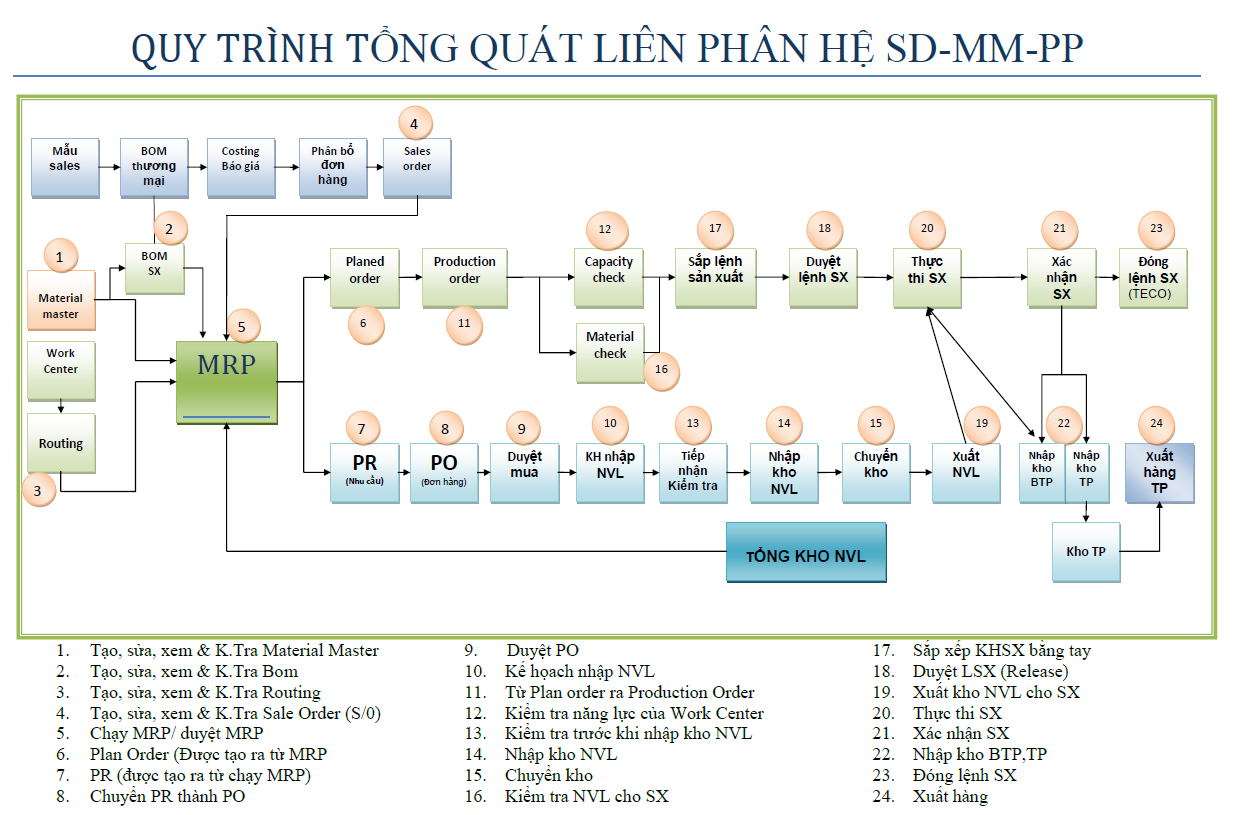 QUY TRÌNH TỔNG QUÁT LIÊN PHÂN HỆ SD-MM-PP
4
Mẫu
sales
BOM
thương
mại
Costing
Báo giá
Phân bổ
đơn
hàng
Sales
order
1
2
Material
master
BOM
SX
Work
Center
Routing
3
5
MRP
Planed
order
6
Production
order
11
12
Capacity
check
Material
check
16
17
Sắp lệnh
sản xuất
18
Duyệt
lệnh SX
20
Thực
thi SX
21
Xác
nhận
SX
23
Đóng
lệnh SX
(TECO)
7
PR
(Nhu cầu)
8
PO
(Đơn hàng)
9
Duyệt
mua
10
KH nhập
NVL
13
Tiếp
nhận
Kiểm tra
14
Nhập
kho
NVL
15
Chuyển
kho
19
Xuất
NVL
22
Nhập
kho
BTP
Nhập
kho
TP
24
Xuất
hàng
TP
TỔNG KHO NVL
Kho TP
1. Tạo, sửa, xem & K.Tra Material Master
2. Tạo, sửa, xem & K.Tra Bom
3. Tạo, sửa, xem & K.Tra Routing
4. Tạo, sửa, xem & K.Tra Sale Order (S/0)
5. Chạy MRP/ duyệt MRP
6. Plan Order (Được tạo ra từ MRP
7. PR (được tạo ra từ chạy MRP)
8. Chuyển PR thành PO
9. Duyệt PO
10. Kế họach nhập NVL
11. Từ Plan order ra Production Order
12. Kiểm tra năng lực của Work Center
13. Kiểm tra trước khi nhập kho NVL
14. Nhập kho NVL
15. Chuyển kho
16. Kiểm tra NVL cho SX
17. Sắp xếp KHSX bằng tay
18. Duyệt LSX (Release)
19. Xuất kho NVL cho SX
20. Thực thi SX
21. Xác nhận SX
22. Nhập kho BTP,TP
23. Đóng lệnh SX
24. Xuất hàng